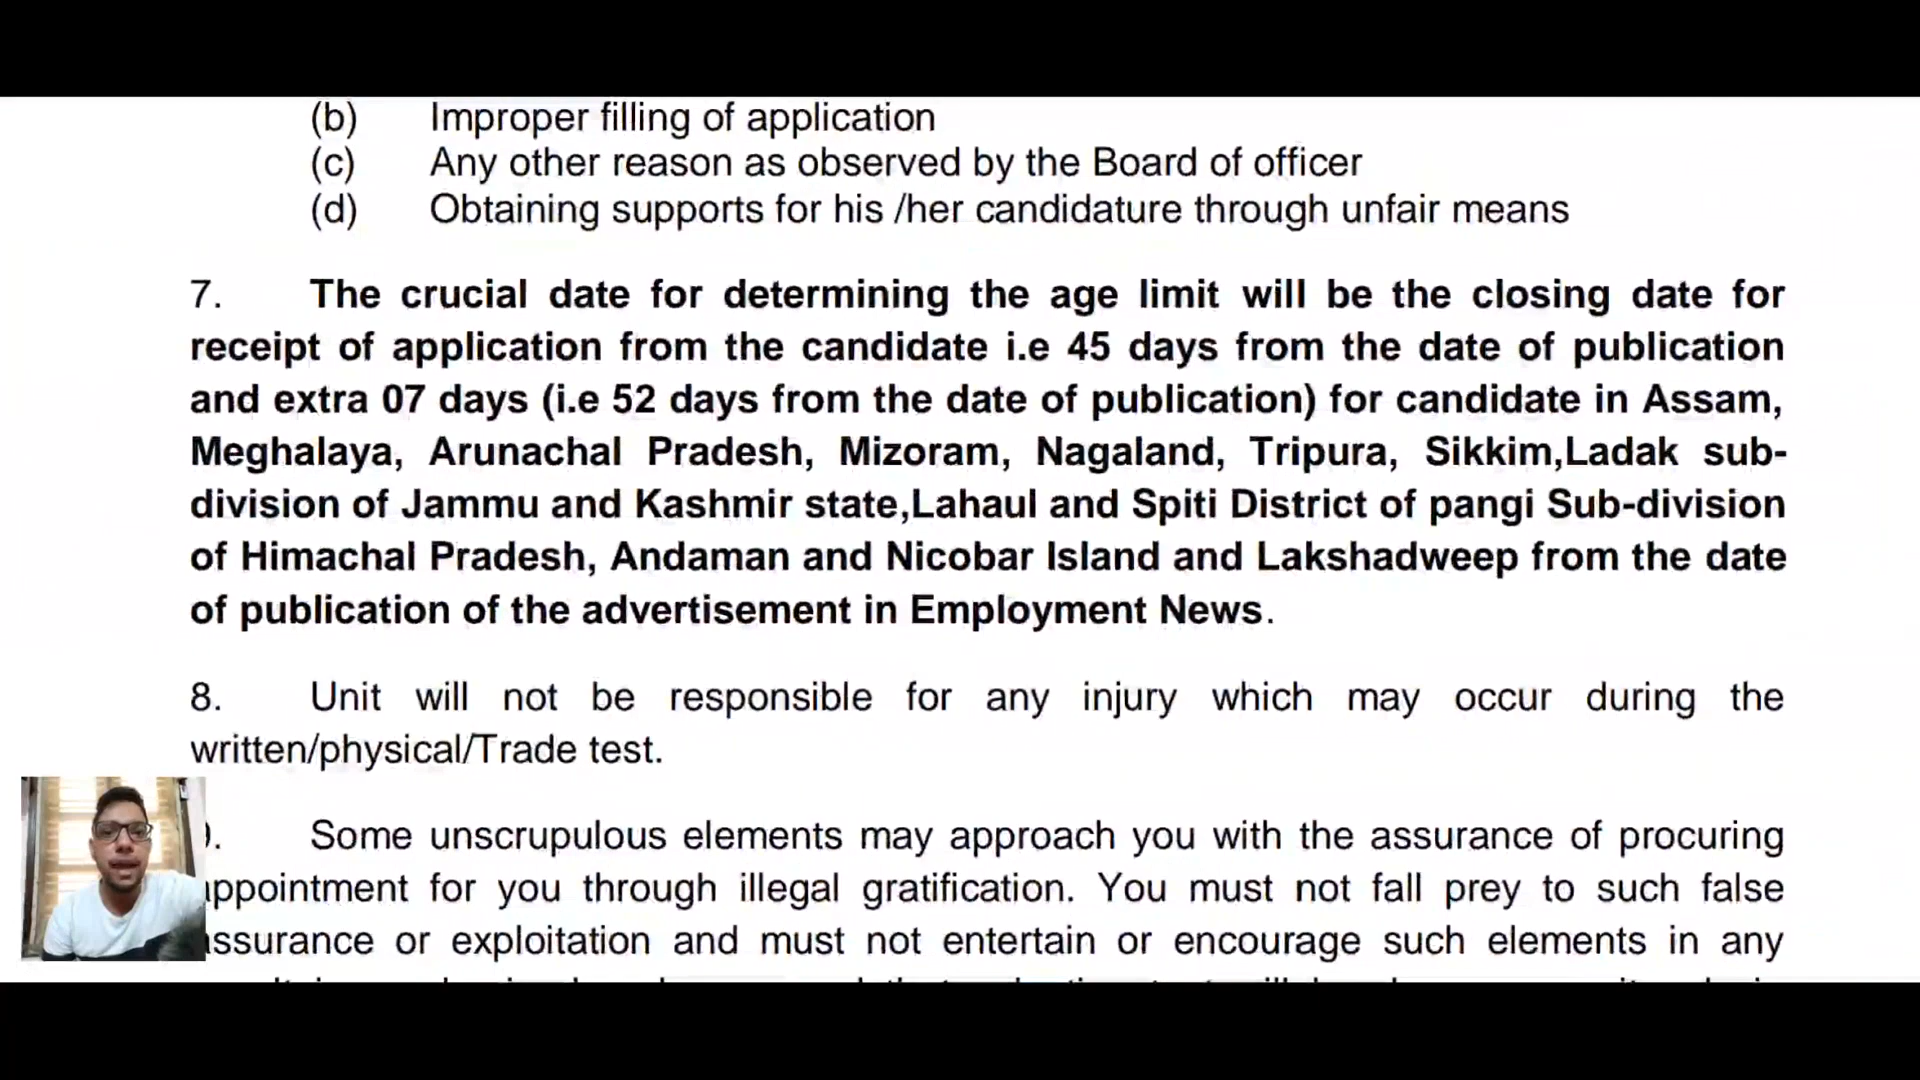 (b) Improper filling of application
(c) Any other reason as observed by the Board of officer
(d) Obtaining supports for his /her candidature through unfair means
7. The crucial date for determining the age limit will be the closing date for
receipt of application from the candidate i.e 45 days from the date of publication
and extra 07 days (i.e 52 days from the date of publication) for candidate in Assam,
Meghalaya, Arunachal Pradesh, Mizoram, Nagaland, Tripura, Sikkim,Ladak sub-
division of Jammu and Kashmir state,Lahaul and Spiti District of pangi Sub-division
of Himachal Pradesh, Andaman and Nicobar Island and Lakshadweep from the date
of publication of the advertisement in Employment News.
8. Unit will not be responsible for any injury which may occur during the
written/physical/Trade test.
9. Some unscrupulous elements may approach you with the assurance of procuring
appointment for you through illegal gratification. You must not fall prey to such false
assurance or exploitation and must not entertain or encourage such elements in any